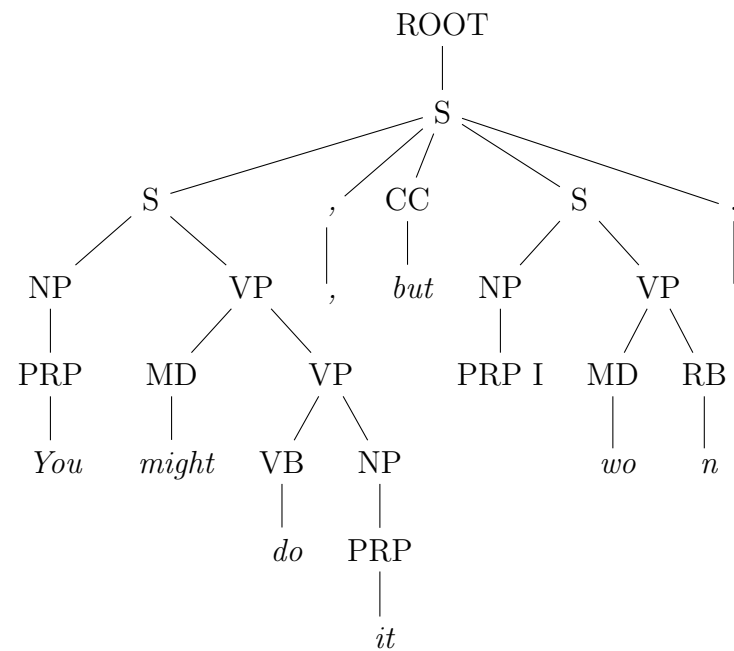 ROOT
S
S , CC S .
NP VP , but NP VP
PRP MD VP PRP I MD RB
You might VB NP wo n
do PRP
it